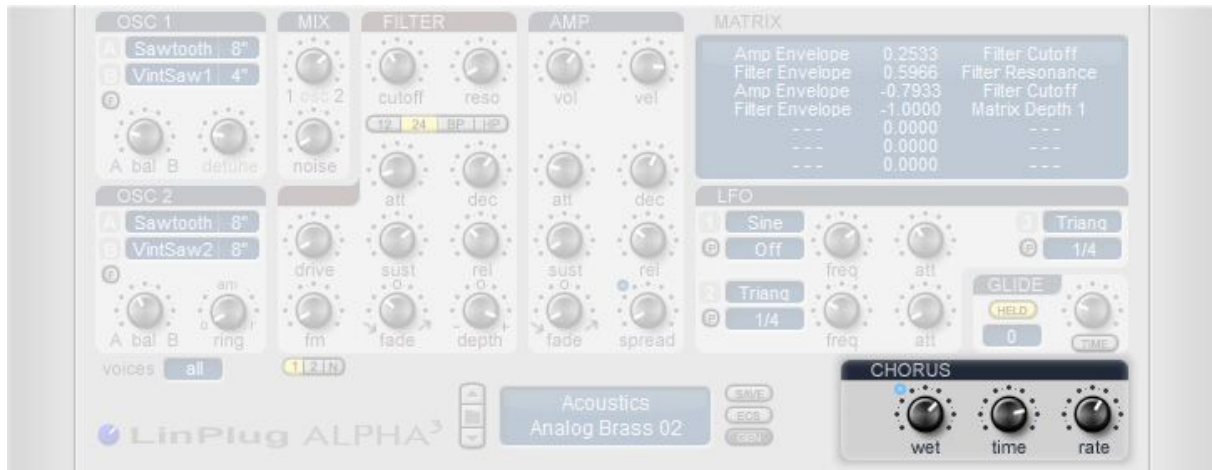 OSC 1
A Sawtooth 8"
B VintSaw1 4"
F
A bal B detune
MIX
1 osc 2
noise
FILTER
cutoff reso
12 24 BP HP
att dec
drive sust rel
fm fade depth
1 2 N
AMP
vol vel
att dec
sust rel
fade spread
MATRIX
Amp Envelope 0.2533 Filter Cutoff
Filter Envelope 0.5966 Filter Resonance
Amp Envelope -0.7933 Filter Cutoff
Filter Envelope -1.0000 Matrix Depth 1
- - - 0.0000 - - -
- - - 0.0000 - - -
- - - 0.0000 - - -
OSC 2
A Sawtooth 8"
B VintSaw2 8"
F
am
o r
A bal B ring
voices all
LFO
1 Sine
F Off
freq att
3 Triang
F 1/4
2 Triang
F 1/4
freq att
GLIDE
HELD
0
TIME
CHORUS
wet time rate
LinPlug ALPHA³
Acoustics
Analog Brass 02
SAVE
ECS
GEN